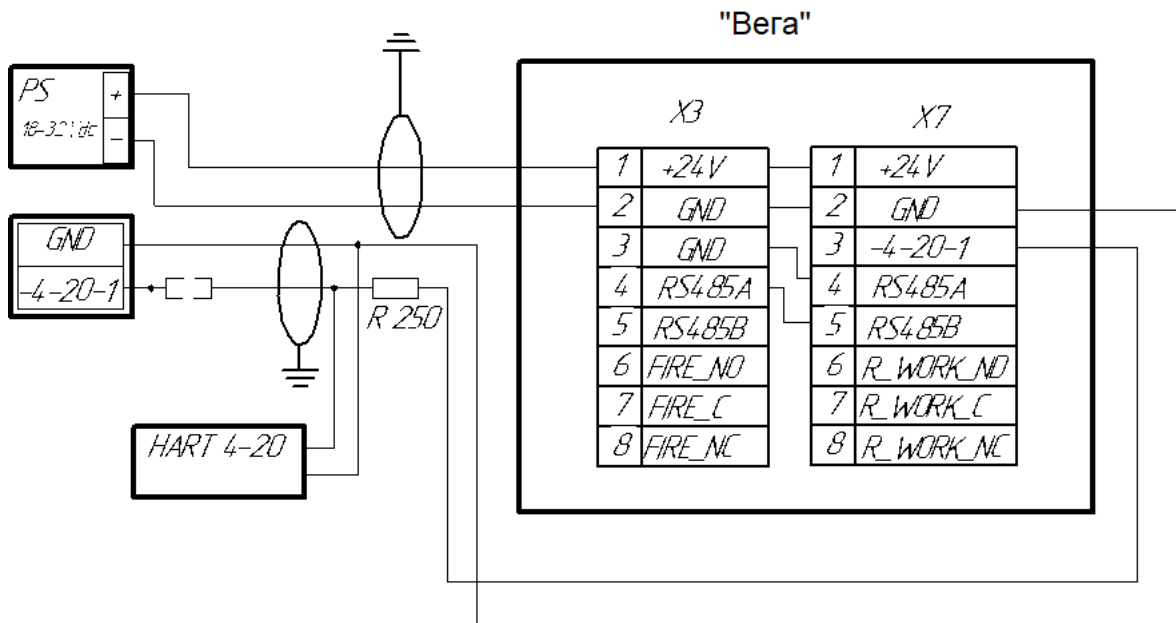 "Вега"
PS
+
18-32Vdc
-
GND
-4-20-1
R 250
HART 4-20
X3
1 +24V
2 GND
3 GND
4 RS485A
5 RS485B
6 FIRE_NO
7 FIRE_C
8 FIRE_NC
X7
1 +24V
2 GND
3 -4-20-1
4 RS485A
5 RS485B
6 R_WORK_NO
7 R_WORK_C
8 R_WORK_NC